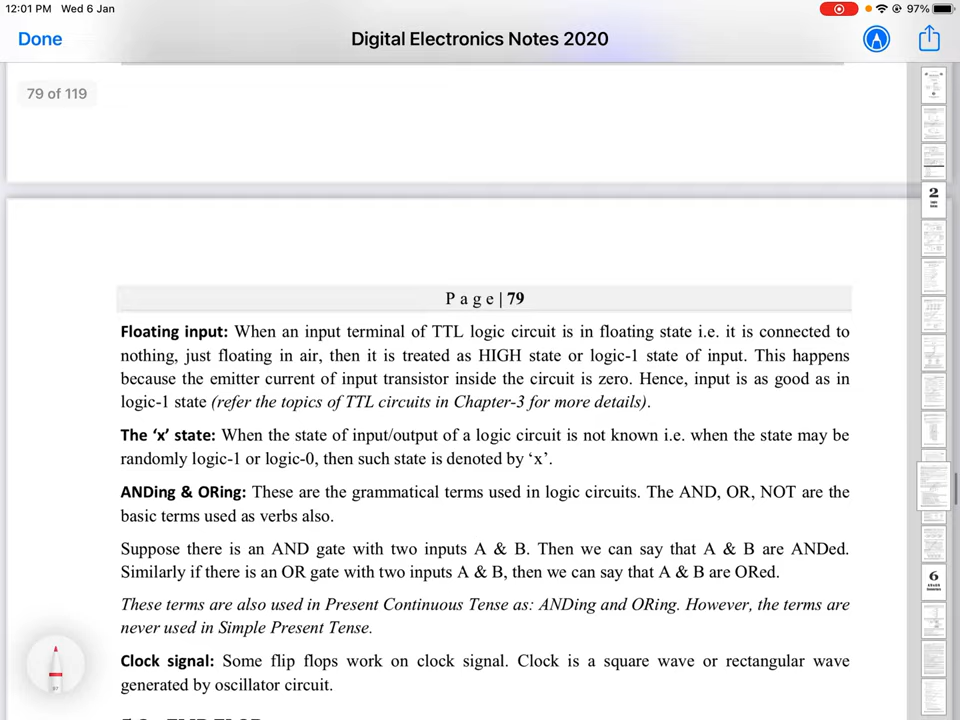 12:01 PM Wed 6 Jan
97%
Done
Digital Electronics Notes 2020
79 of 119
2
P a g e | 79
Floating input: When an input terminal of TTL logic circuit is in floating state i.e. it is connected to
nothing, just floating in air, then it is treated as HIGH state or logic-1 state of input. This happens
because the emitter current of input transistor inside the circuit is zero. Hence, input is as good as in
logic-1 state (refer the topics of TTL circuits in Chapter-3 for more details).
The ‘x’ state: When the state of input/output of a logic circuit is not known i.e. when the state may be
randomly logic-1 or logic-0, then such state is denoted by ‘x’.
ANDing & ORing: These are the grammatical terms used in logic circuits. The AND, OR, NOT are the
basic terms used as verbs also.
Suppose there is an AND gate with two inputs A & B. Then we can say that A & B are ANDed.
Similarly if there is an OR gate with two inputs A & B, then we can say that A & B are ORed.
These terms are also used in Present Continuous Tense as: ANDing and ORing. However, the terms are
never used in Simple Present Tense.
6
Clock signal: Some flip flops work on clock signal. Clock is a square wave or rectangular wave
generated by oscillator circuit.